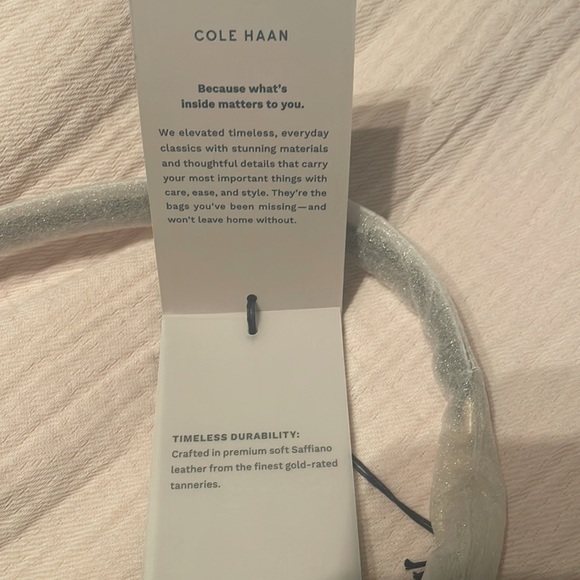 COLE HAAN
Because what's
inside matters to you.
We elevated timeless, everyday
classics with stunning materials
and thoughtful details that carry
your most important things with
care, ease, and style. They're the
bags you've been missing—and
won't leave home without.
TIMELESS DURABILITY:
Crafted in premium soft Saffiano
leather from the finest gold-rated
tanneries.